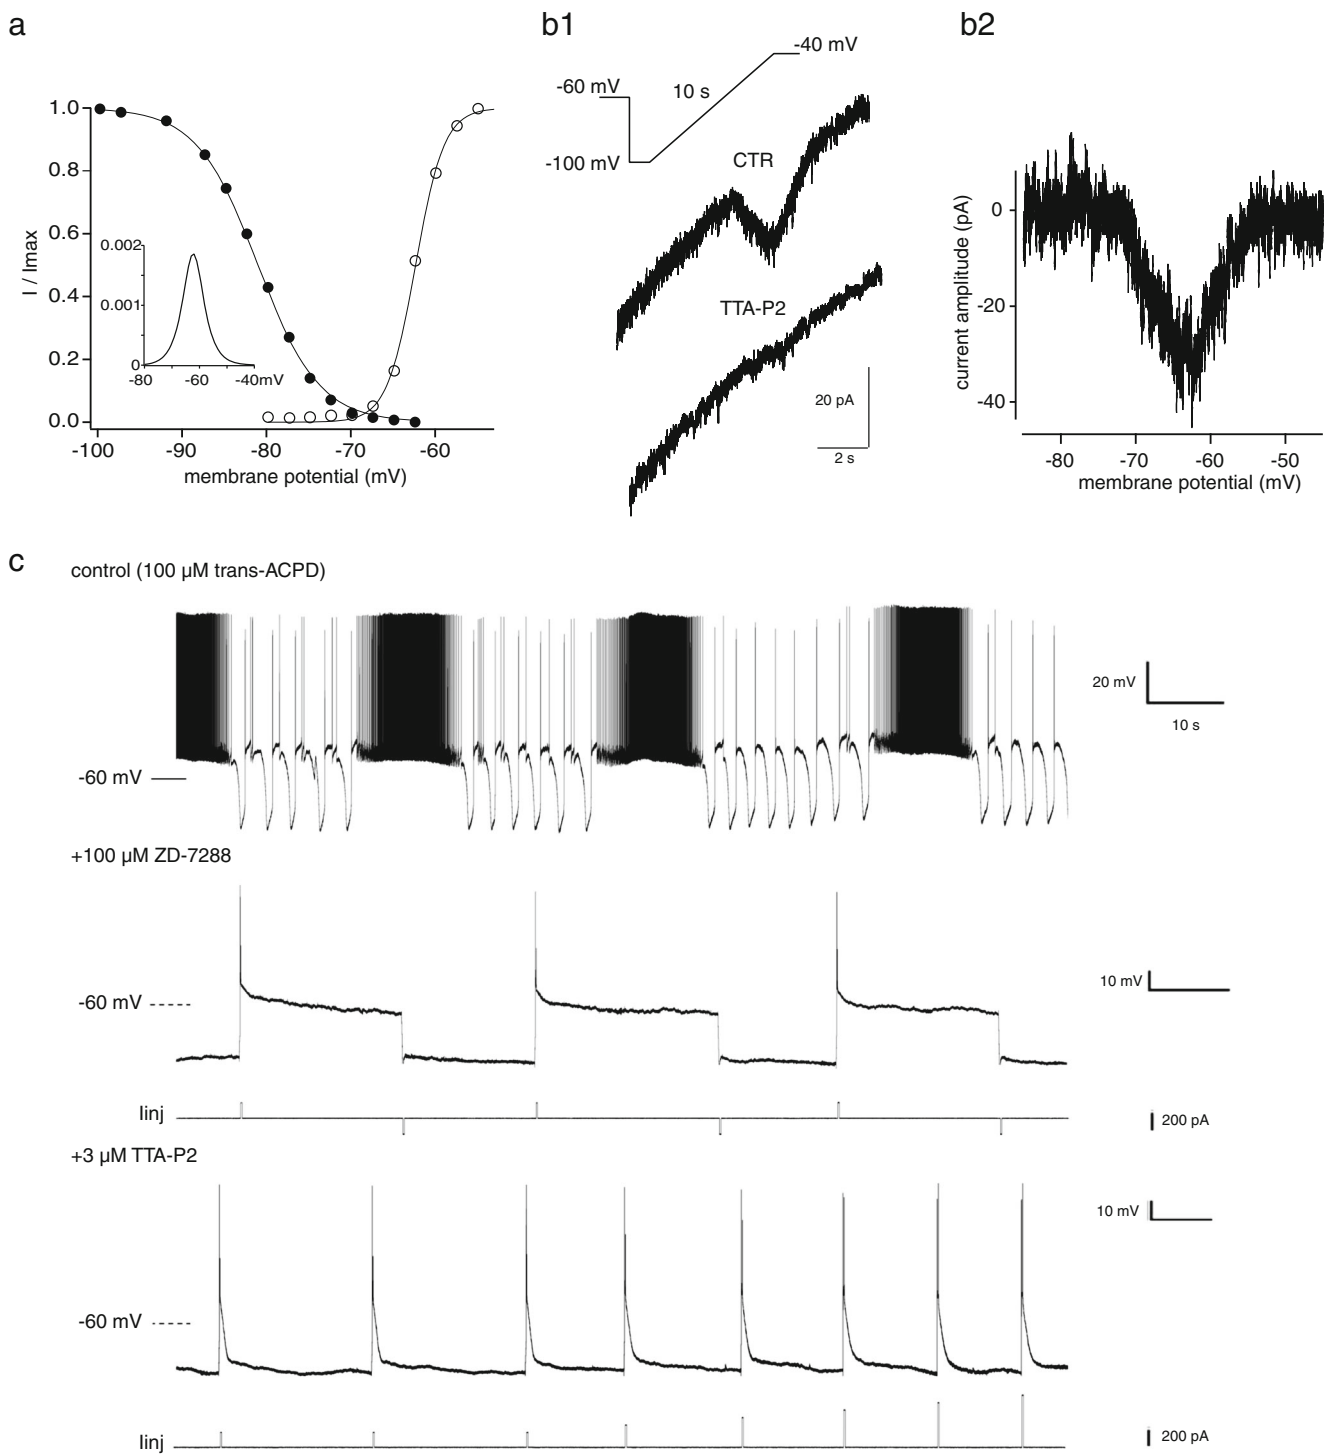 a
1.0
0.8
0.6
0.4
0.2
0.0
I / Imax
-100
-90
-80
-70
-60
membrane potential (mV)
0.002
0.001
0
-80
-60
-40mV
b1
-60 mV
-100 mV
10 s
-40 mV
CTR
TTA-P2
20 pA
2 s
b2
current amplitude (pA)
0
-20
-40
-80
-70
-60
-50
membrane potential (mV)
c
control (100 µM trans-ACPD)
-60 mV
20 mV
10 s
+100 µM ZD-7288
-60 mV
10 mV
Iinj
200 pA
+3 µM TTA-P2
-60 mV
10 mV
Iinj
200 pA